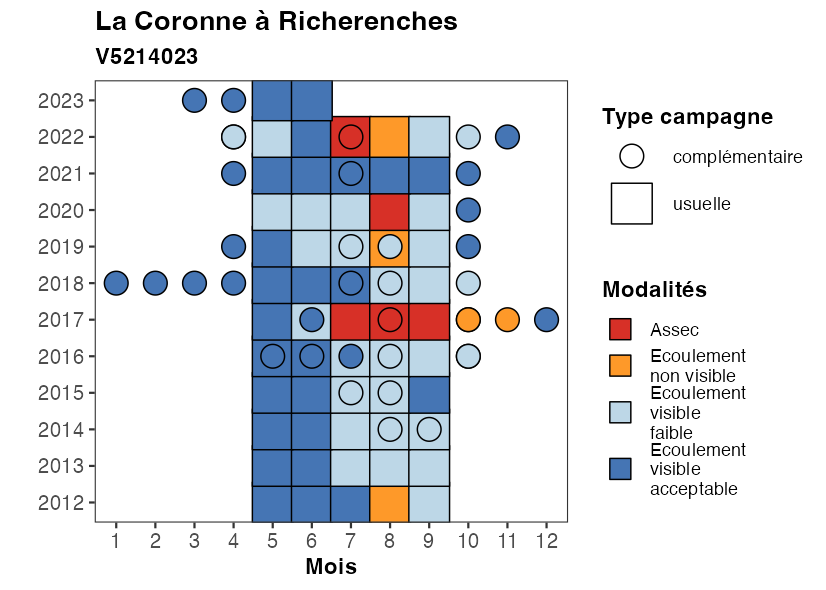 La Coronne à Richerenches
V5214023
2023
2022
2021
2020
2019
2018
2017
2016
2015
2014
2013
2012
1 2 3 4 5 6 7 8 9 10 11 12
Mois
Type campagne
complémentaire
usuelle
Modalités
Assec
Ecoulement
non visible
Ecoulement
visible
faible
Ecoulement
visible
acceptable